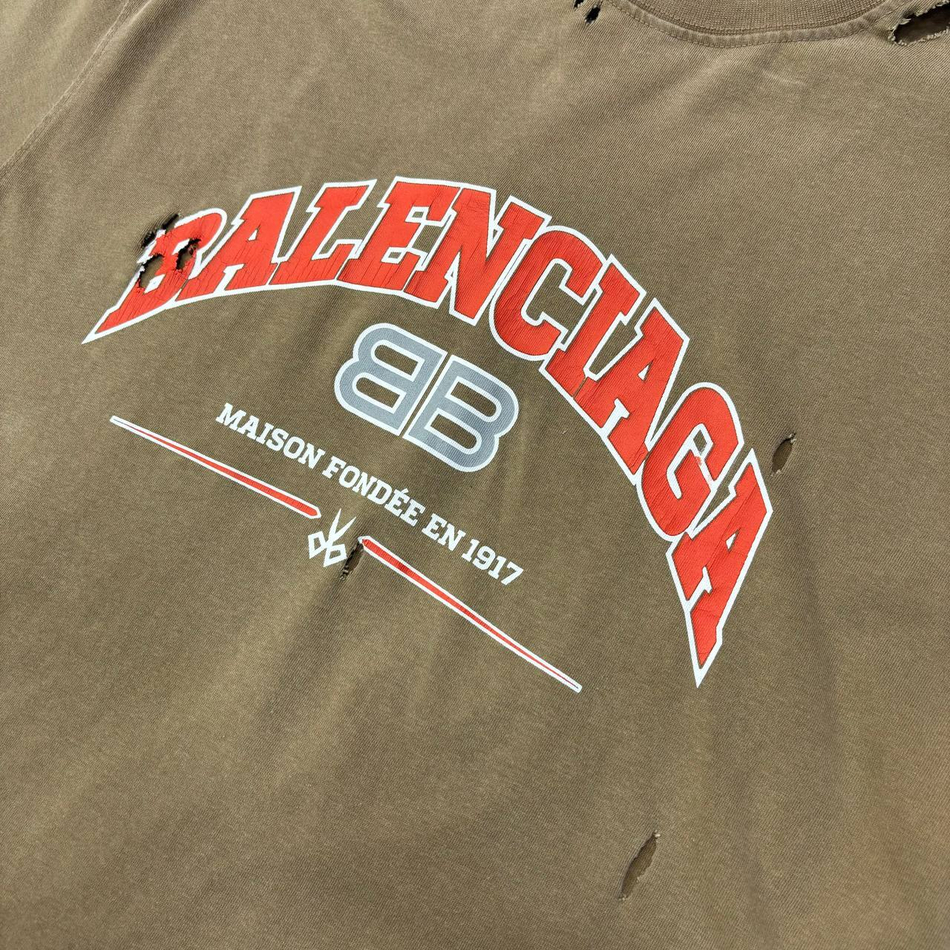 BALENCIAGA
BB
MAISON FONDÉE EN 1917